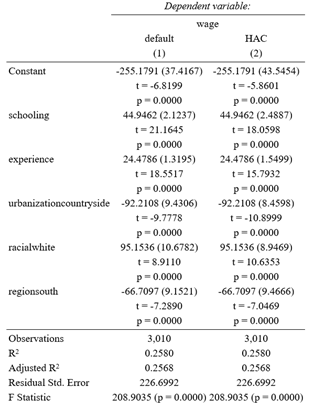 Dependent variable:
wage
default HAC
(1) (2)
Constant -255.1791 (37.4167) -255.1791 (43.5454)
t = -6.8199 t = -5.8601
p = 0.0000 p = 0.0000
schooling 44.9462 (2.1237) 44.9462 (2.4887)
t = 21.1645 t = 18.0598
p = 0.0000 p = 0.0000
experience 24.4786 (1.3195) 24.4786 (1.5499)
t = 18.5517 t = 15.7932
p = 0.0000 p = 0.0000
urbanizationcountryside -92.2108 (9.4306) -92.2108 (8.4598)
t = -9.7778 t = -10.8999
p = 0.0000 p = 0.0000
racialwhite 95.1536 (10.6782) 95.1536 (8.9469)
t = 8.9110 t = 10.6353
p = 0.0000 p = 0.0000
regionsouth -66.7097 (9.1521) -66.7097 (9.4666)
t = -7.2890 t = -7.0469
p = 0.0000 p = 0.0000
Observations 3,010 3,010
R² 0.2580 0.2580
Adjusted R² 0.2568 0.2568
Residual Std. Error 226.6992 226.6992
F Statistic 208.9035 (p = 0.0000) 208.9035 (p = 0.0000)